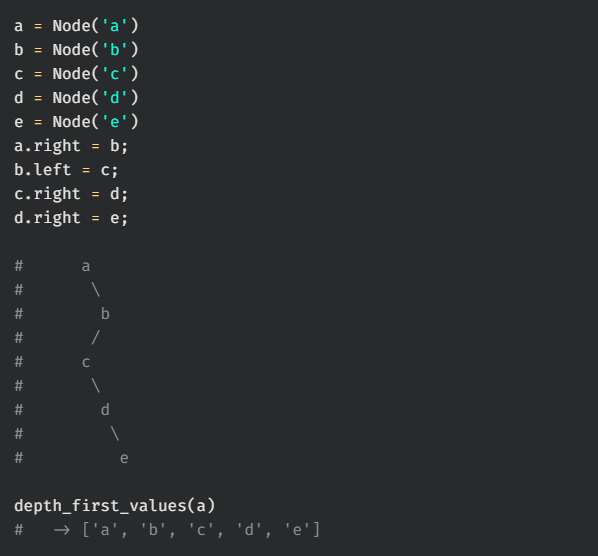 a = Node('a')
b = Node('b')
c = Node('c')
d = Node('d')
e = Node('e')
a.right = b;
b.left = c;
c.right = d;
d.right = e;

#      a
#       \
#        b
#       /
#      c
#       \
#        d
#         \
#          e

depth_first_values(a)
#   -> ['a', 'b', 'c', 'd', 'e']